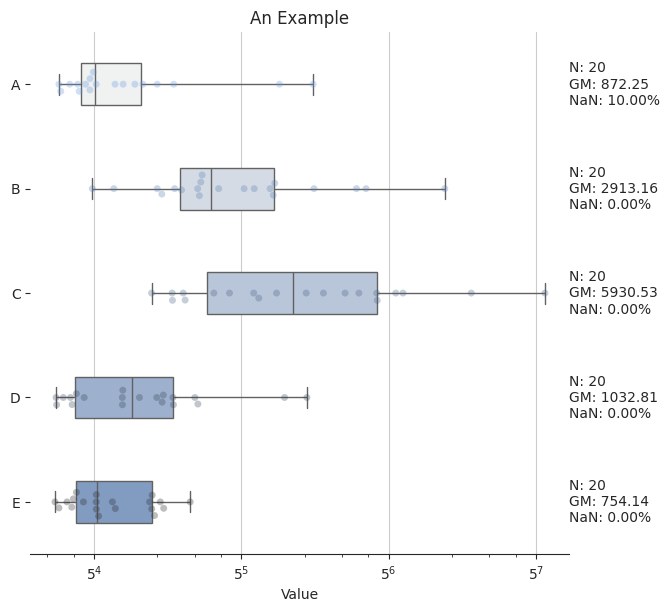 An Example
A
N: 20
GM: 872.25
NaN: 10.00%
B
N: 20
GM: 2913.16
NaN: 0.00%
C
N: 20
GM: 5930.53
NaN: 0.00%
D
N: 20
GM: 1032.81
NaN: 0.00%
E
N: 20
GM: 754.14
NaN: 0.00%
5⁴ 5⁵ 5⁶ 5⁷
Value